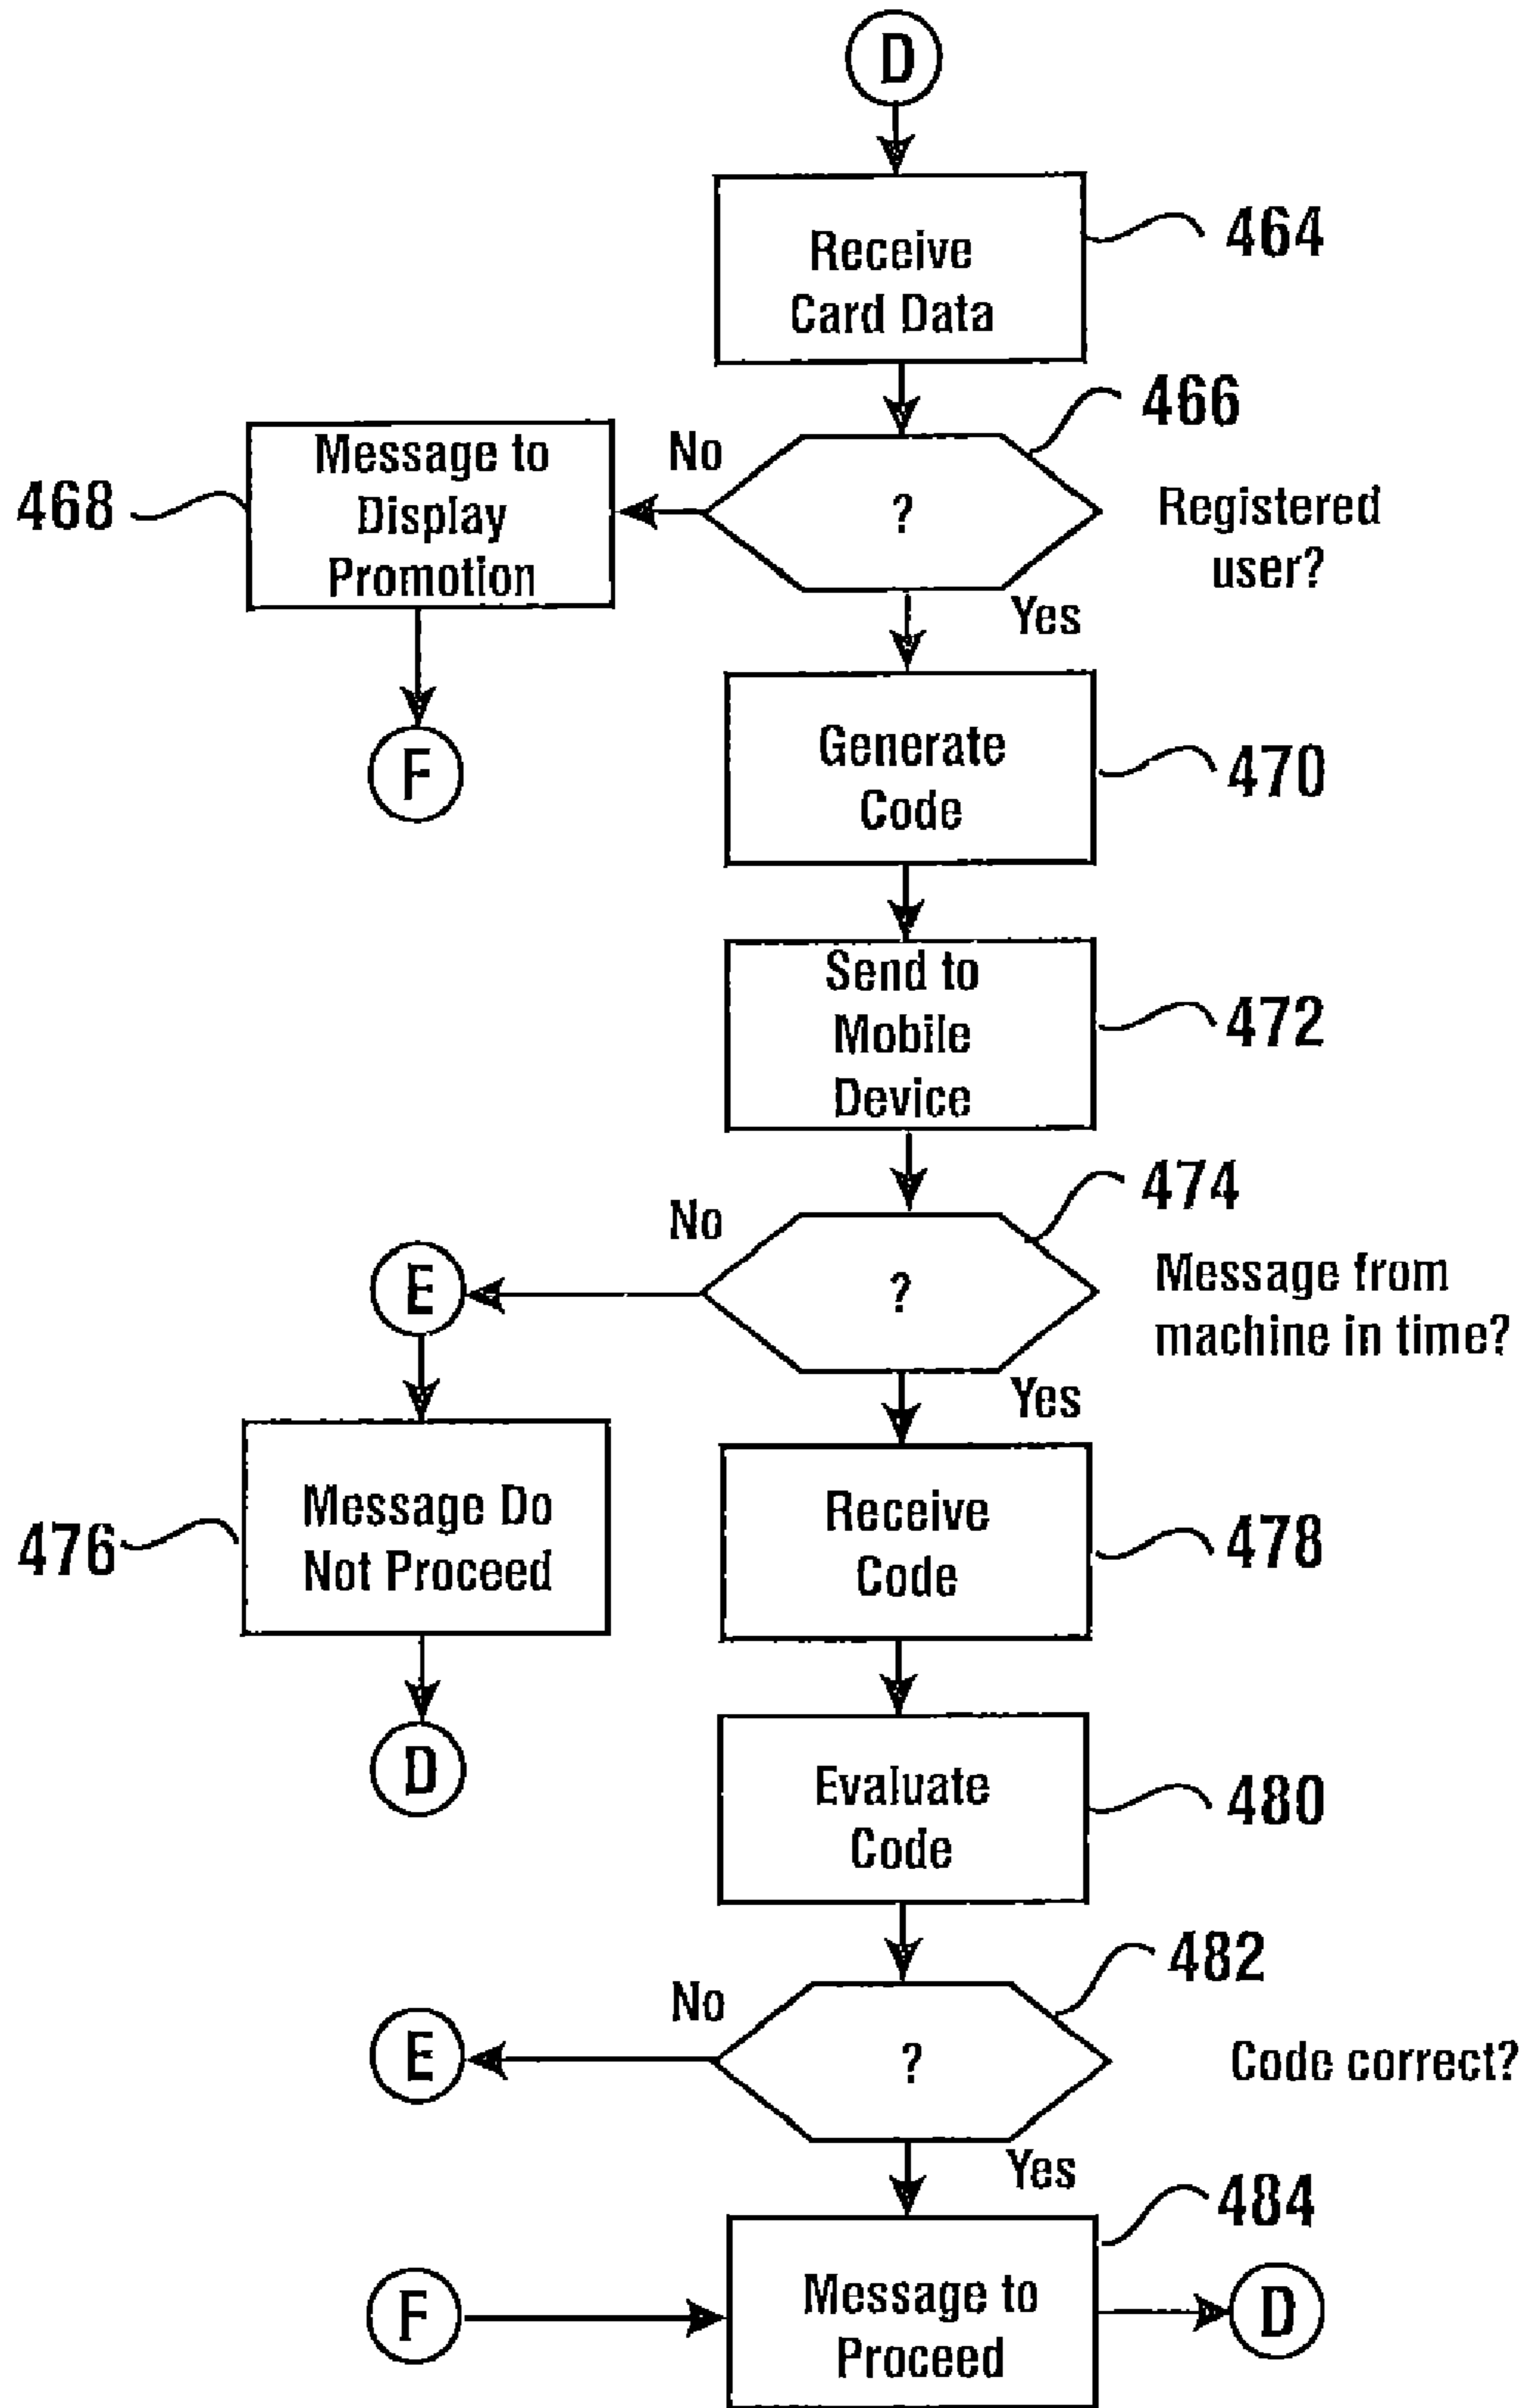 D
Receive
Card Data
464
466
No
?
Registered
user?
Yes
468
Message to
Display
Promotion
F
Generate
Code
470
Send to
Mobile
Device
472
474
No
?
Message from
machine in time?
Yes
E
476
Message Do
Not Proceed
D
Receive
Code
478
Evaluate
Code
480
482
No
?
Code correct?
Yes
E
484
F
Message to
Proceed
D